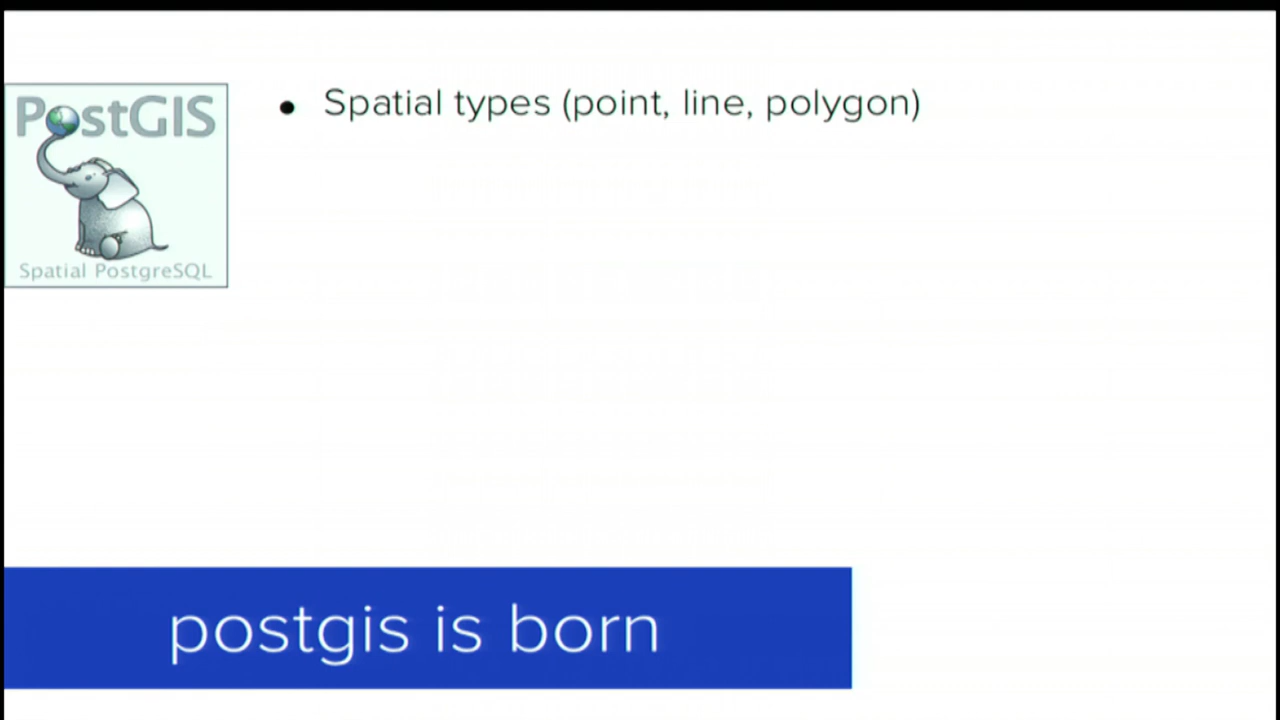 PostGIS
Spatial PostgreSQL
• Spatial types (point, line, polygon)
postgis is born